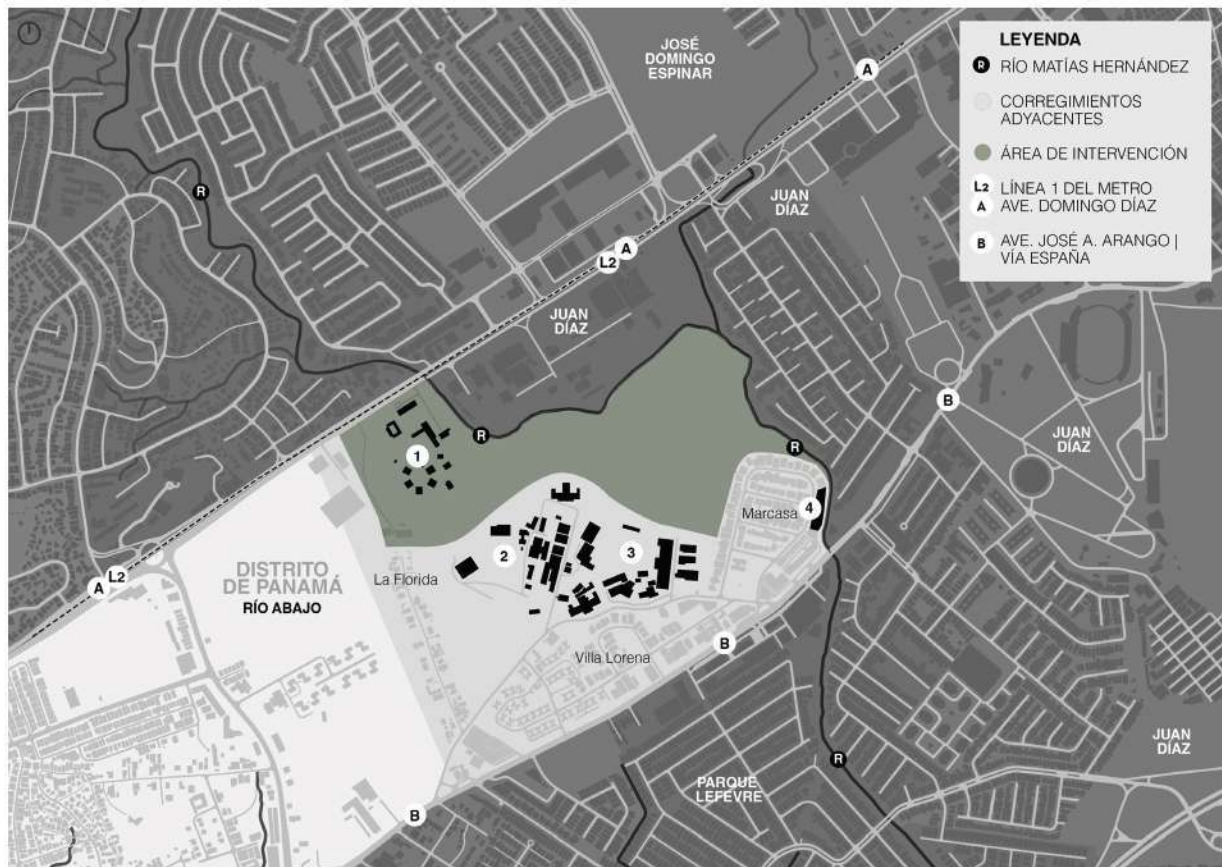 LEYENDA
R RÍO MATÍAS HERNÁNDEZ
CORREGIMIENTOS
ADYACENTES
ÁREA DE INTERVENCIÓN
L2 LÍNEA 1 DEL METRO
A AVE. DOMINGO DÍAZ
B AVE. JOSÉ A. ARANGO |
VÍA ESPAÑA
JOSÉ
DOMINGO
ESPINAR
A
R
JUAN
DÍAZ
A
L2
JUAN
DÍAZ
B
R
1
R
JUAN
DÍAZ
Marcasa
4
2
3
DISTRITO
DE PANAMÁ
RÍO ABAJO
La Florida
L2
A
Villa Lorena
B
JUAN
DÍAZ
R
PARQUE
LEFEVRE
B